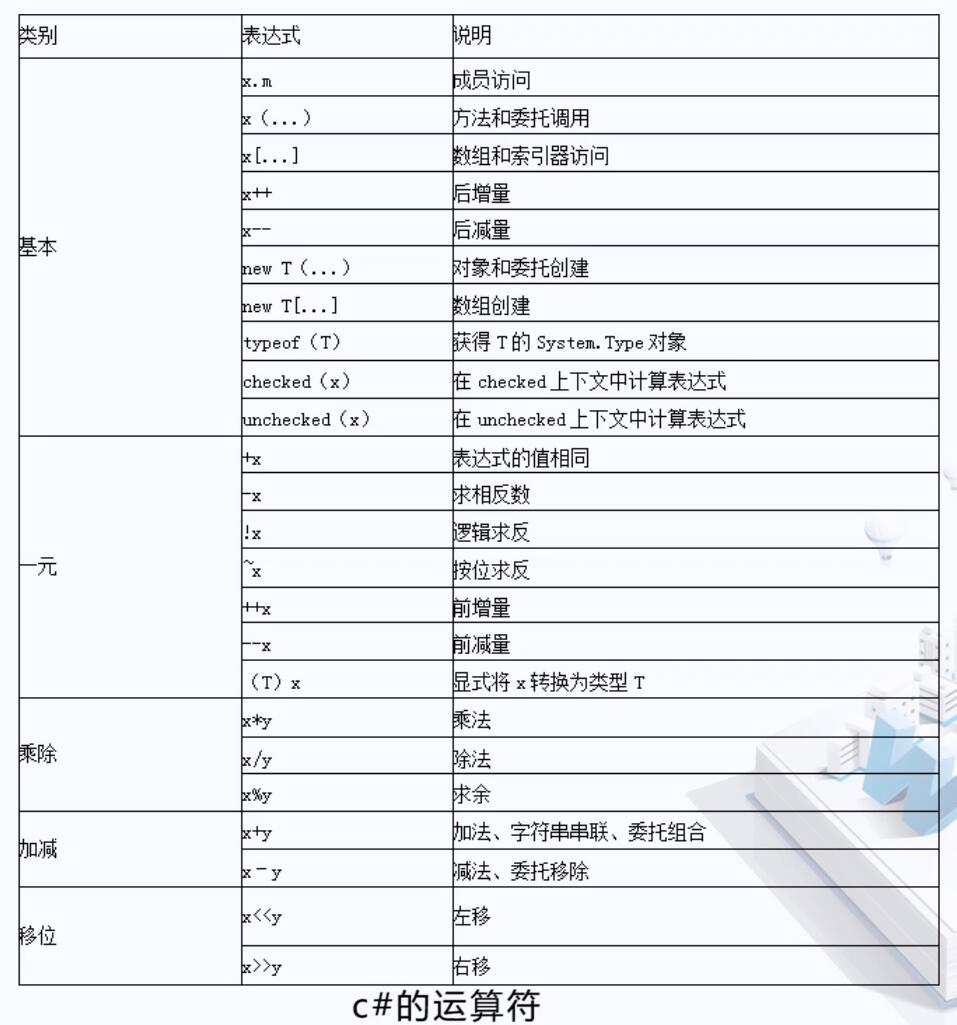 类别 表达式 说明
基本 x.m 成员访问
x（...） 方法和委托调用
x[...] 数组和索引器访问
x++ 后增量
x-- 后减量
new T（...） 对象和委托创建
new T[...] 数组创建
typeof（T） 获得 T 的 System.Type 对象
checked（x） 在 checked 上下文中计算表达式
unchecked（x） 在 unchecked 上下文中计算表达式
一元 +x 表达式的值相同
-x 求相反数
!x 逻辑求反
~x 按位求反
++x 前增量
--x 前减量
（T）x 显式将 x 转换为类型 T
乘除 x*y 乘法
x/y 除法
x%y 求余
加减 x+y 加法、字符串串联、委托组合
x－y 减法、委托移除
移位 x<<y 左移
x>>y 右移
c#的运算符